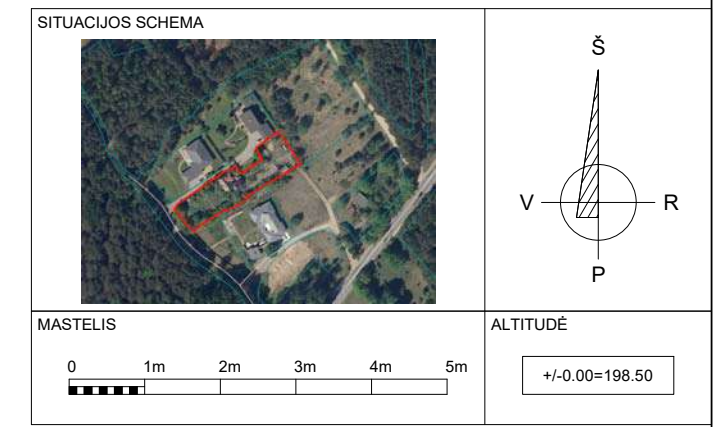 SITUACIJOS SCHEMA
Š
V R
P
MASTELIS
0 1m 2m 3m 4m 5m
ALTITUDĖ
+/-0.00=198.50